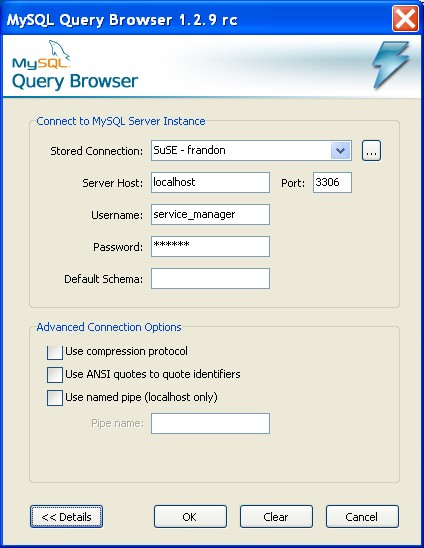 MySQL Query Browser 1.2.9 rc
MySQL
Query Browser
Connect to MySQL Server Instance
Stored Connection: SuSE - frandon ...
Server Host: localhost Port: 3306
Username: service_manager
Password: ******
Default Schema:
Advanced Connection Options
Use compression protocol
Use ANSI quotes to quote identifiers
Use named pipe (localhost only)
Pipe name:
<< Details OK Clear Cancel